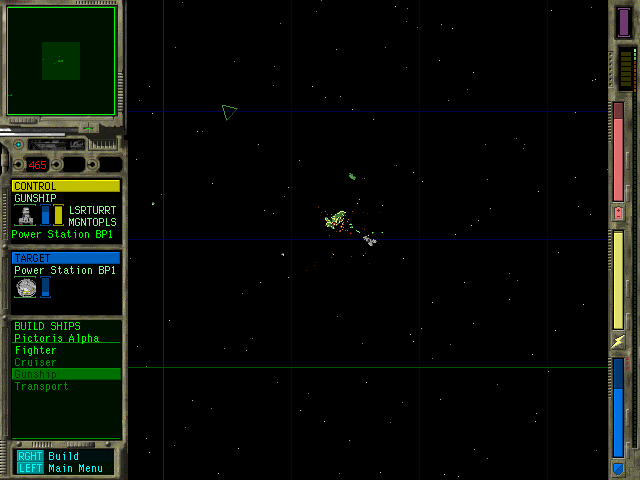 465
CONTROL
GUNSHIP
LSRTURRT
MGNTOPLS
Power Station BP1
TARGET
Power Station BP1
BUILD SHIPS
Pictoris Alpha
Fighter
Cruiser
Gunship
Transport
RGHT Build
LEFT Main Menu